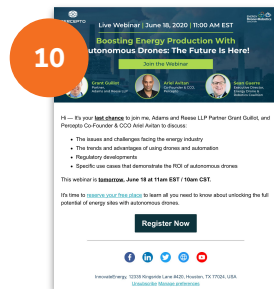 10
PERCEPTO
Live Webinar | June 18, 2020 | 11:00 AM EST
Boosting Energy Production With
utonomous Drones: The Future Is Here!
Join the Webinar
Grant Guillot
Partner,
Adams and Reese LLP
Ariel Avitan
Co-Founder & CCO,
Percepto
Sean Guerre
Executive Director,
Energy Drone &
Robotics Coalition
Hi — It's your last chance to join me, Adams and Reese LLP Partner Grant Guillot, and
Percepto Co-Founder & CCO Ariel Avitan to discuss:
• The issues and challenges facing the energy industry
• The trends and advantages of using drones and automation
• Regulatory developments
• Specific use cases that demonstrate the ROI of autonomous drones
This webinar is tomorrow, June 18 at 11am EST / 10am CST.
It's time to reserve your free place to learn all you need to know about unlocking the full
potential of energy sites with autonomous drones.
Register Now
InnovateEnergy, 12335 Kingsride Lane #420, Houston, TX 77024, USA
Unsubscribe Manage preferences